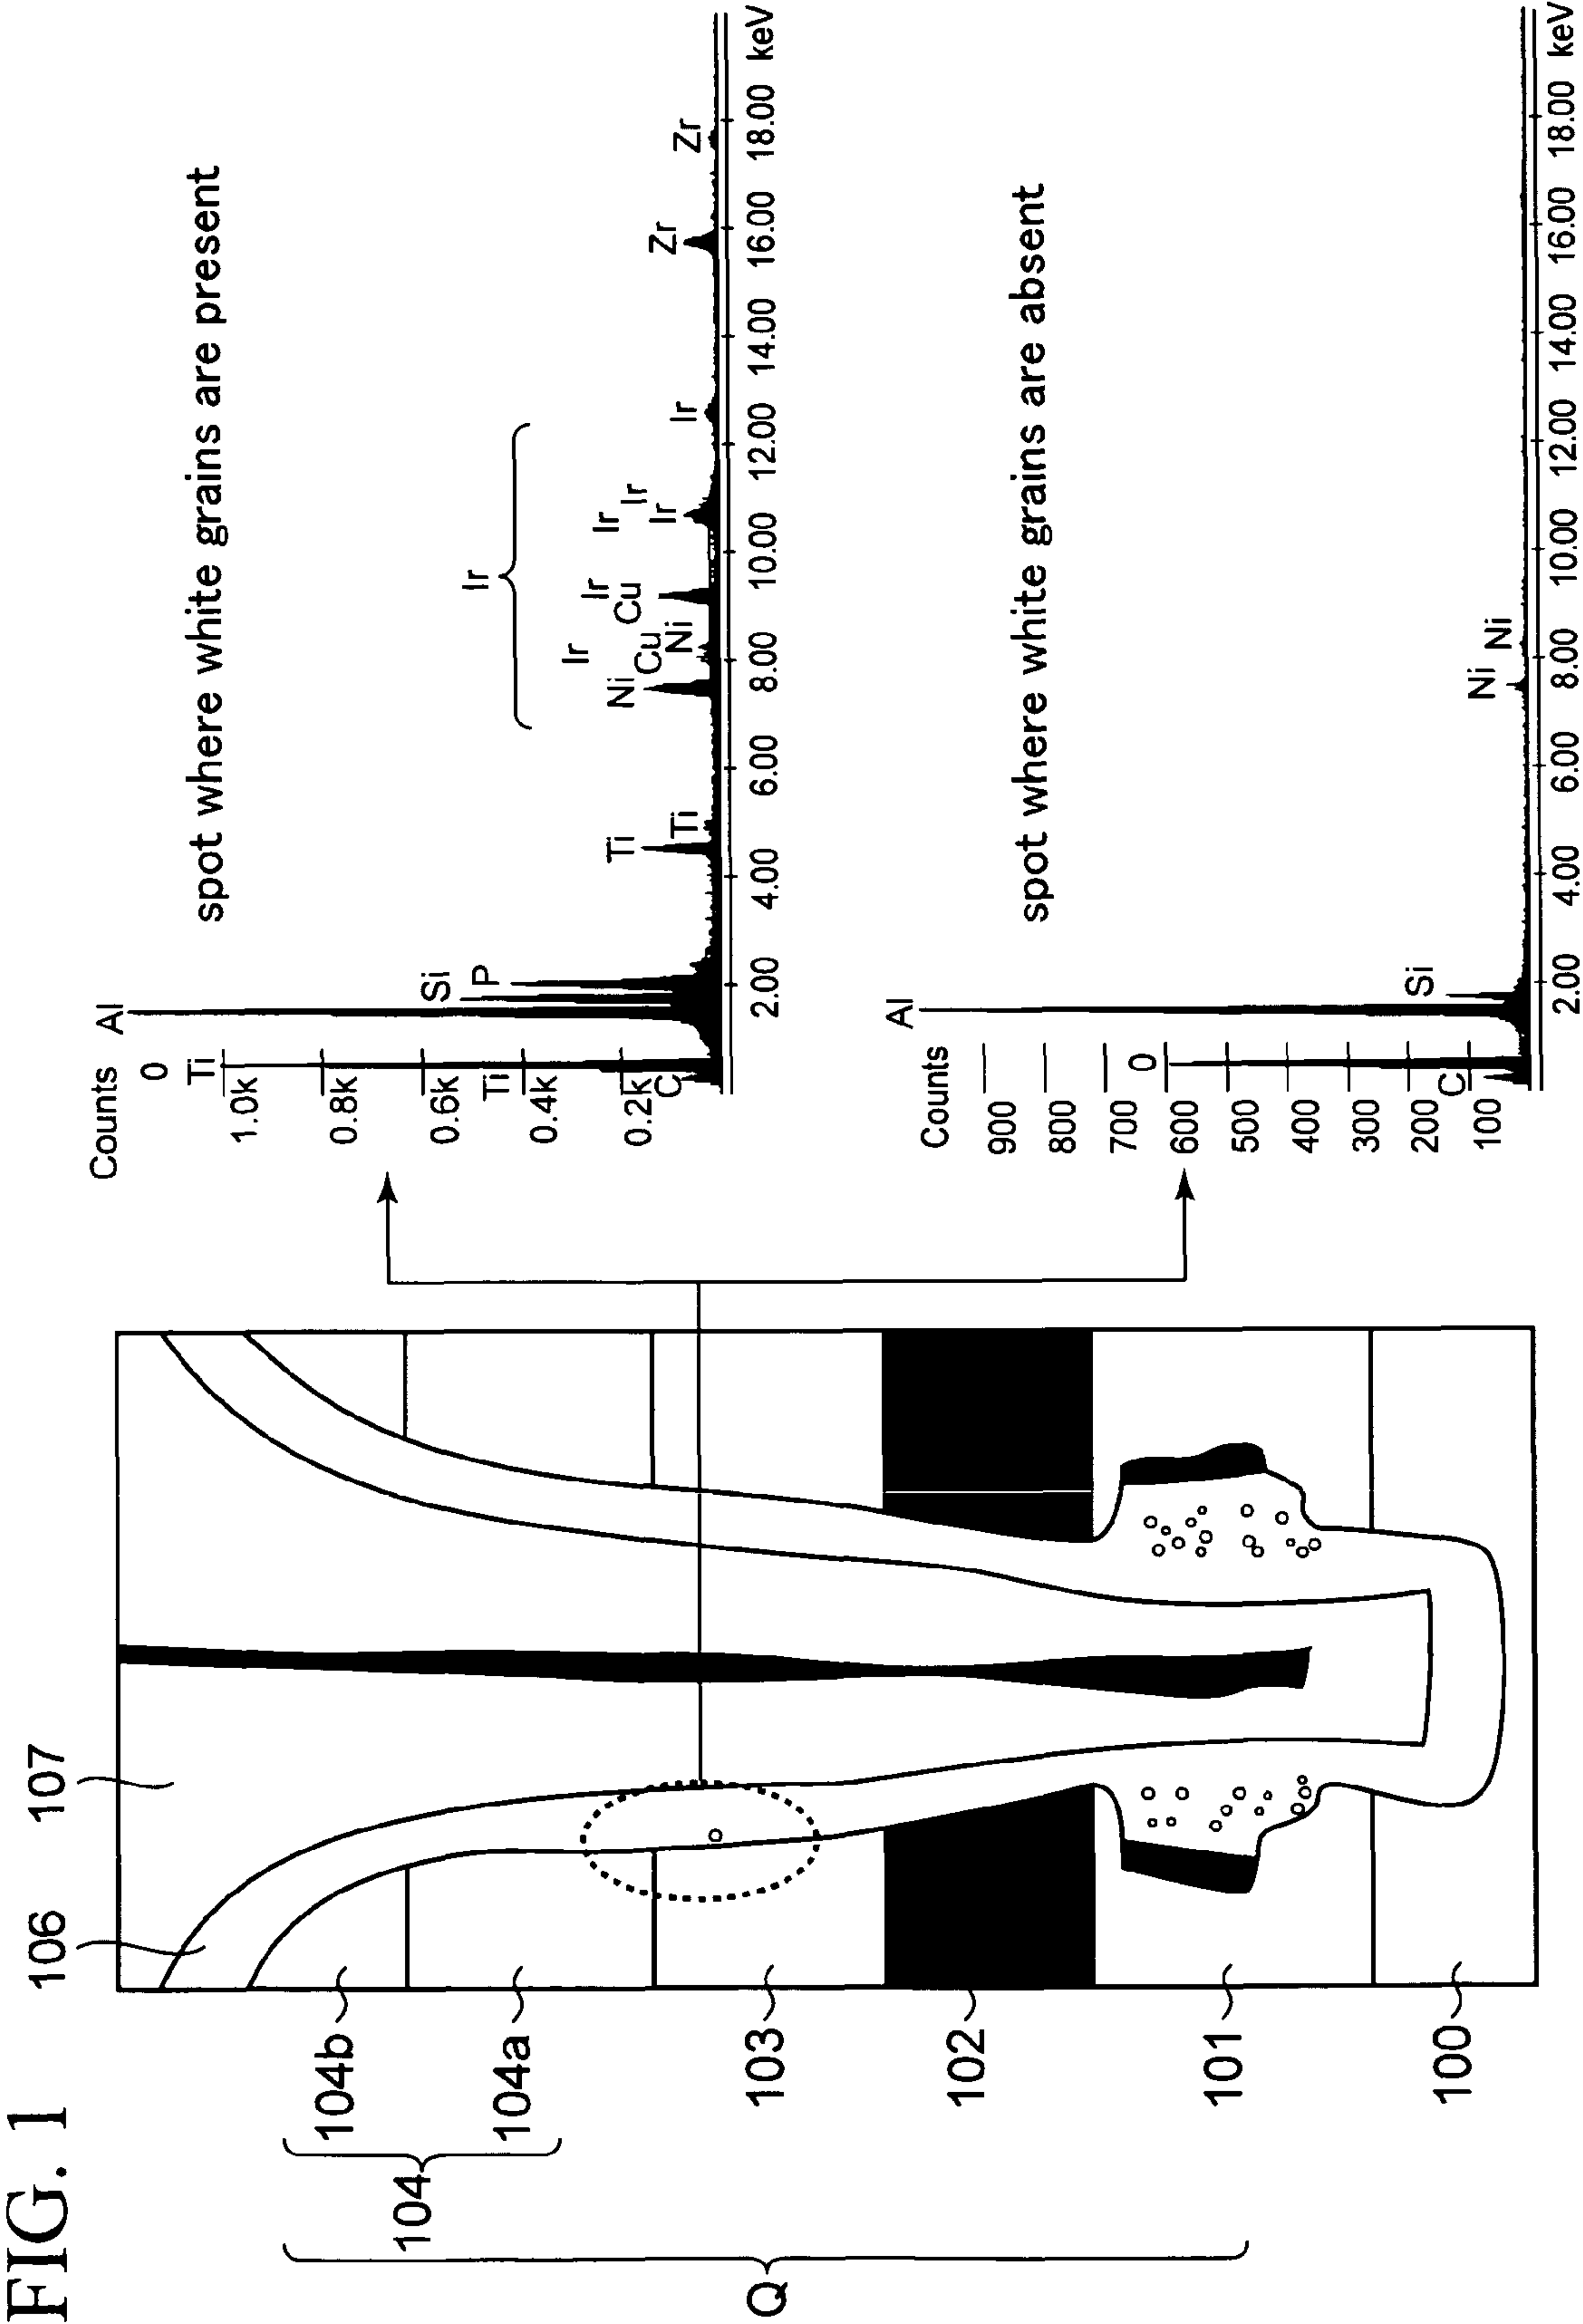 FIG. 1
106
107
104b
104a
104
103
102
101
100
Q
spot where white grains are present
Counts
1.0k
0.8k
0.6k
0.4k
0.2k
O
Ti
Ti
C
Al
Si
P
Ti
Ti
Ni
Ir
Cu
Ni
Ir
Cu
Ir
Ir
Ir
Ir
Ir
Zr
Zr
2.00 4.00 6.00 8.00 10.00 12.00 14.00 16.00 18.00 keV
spot where white grains are absent
Counts
900
800
700
600
500
400
300
200
100
O
C
Al
Si
Ni
Ni
2.00 4.00 6.00 8.00 10.00 12.00 14.00 16.00 18.00 keV